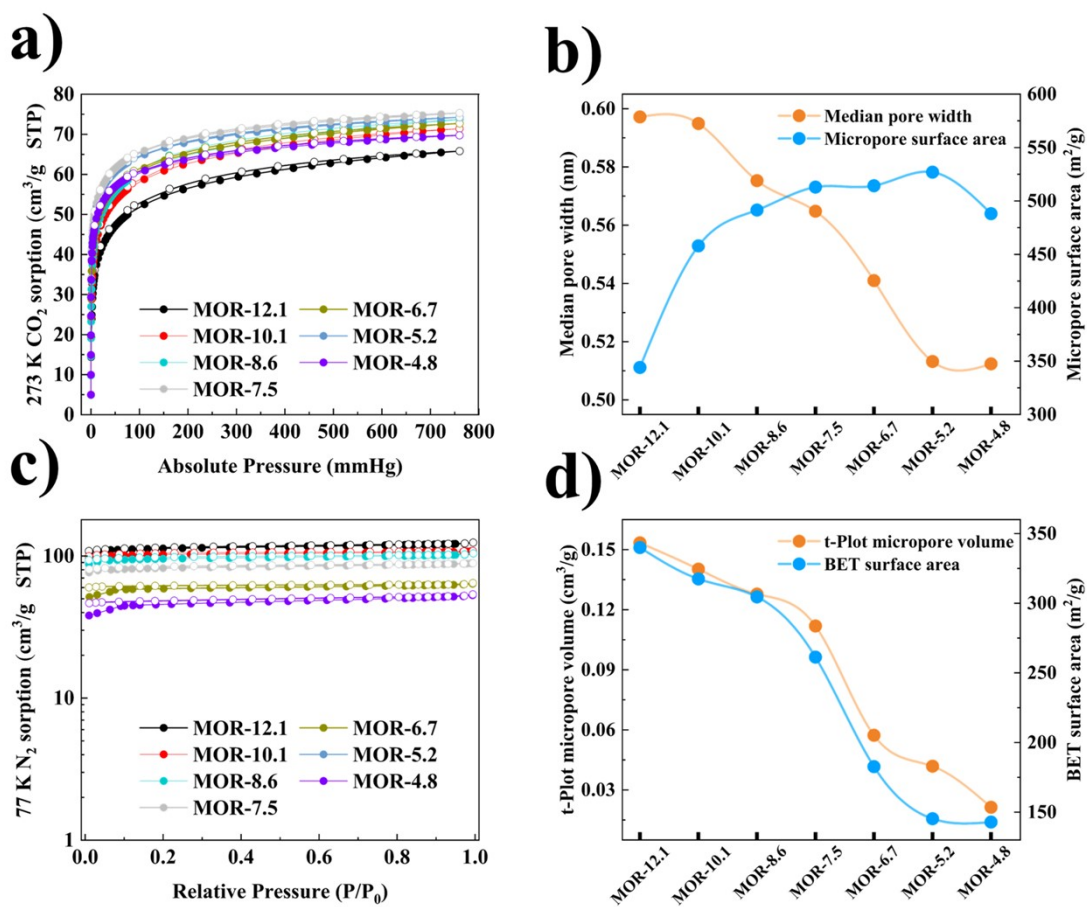 a)
273 K CO₂ sorption (cm³/g STP)
80
70
60
50
40
30
20
10
0
MOR-12.1
MOR-10.1
MOR-8.6
MOR-7.5
MOR-6.7
MOR-5.2
MOR-4.8
0 100 200 300 400 500 600 700 800
Absolute Pressure (mmHg)
b)
Median pore width (nm)
0.60
0.58
0.56
0.54
0.52
0.50
Median pore width
Micropore surface area
600
550
500
450
400
350
300
Micropore surface area (m²/g)
MOR-12.1
MOR-10.1
MOR-8.6
MOR-7.5
MOR-6.7
MOR-5.2
MOR-4.8
c)
77 K N₂ sorption (cm³/g STP)
100
10
1
MOR-12.1
MOR-10.1
MOR-8.6
MOR-7.5
MOR-6.7
MOR-5.2
MOR-4.8
0.0 0.2 0.4 0.6 0.8 1.0
Relative Pressure (P/P₀)
d)
t-Plot micropore volume (cm³/g)
0.15
0.12
0.09
0.06
0.03
t-Plot micropore volume
BET surface area
350
300
250
200
150
BET surface area (m²/g)
MOR-12.1
MOR-10.1
MOR-8.6
MOR-7.5
MOR-6.7
MOR-5.2
MOR-4.8